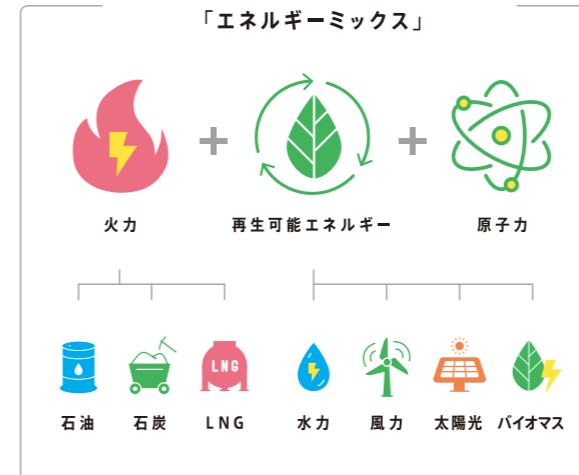 「エネルギーミックス」
火力
再生可能エネルギー
原子力
LNG
石油
石炭
LNG
水力
風力
太陽光
バイオマス